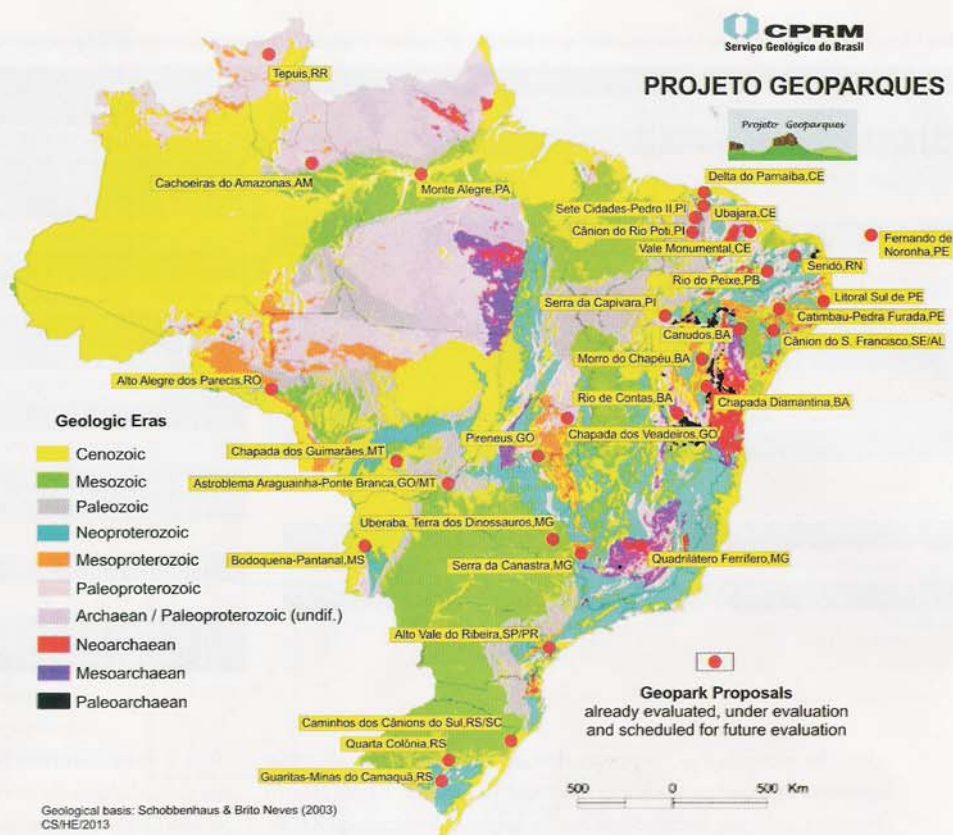 CPRM
Serviço Geológico do Brasil
PROJETO GEOPARQUES
Projeto Geoparques
Tepuis,RR
Cachoeiras do Amazonas,AM
Monte Alegre,PA
Delta do Parnaiba,CE
Sete Cidades-Pedro II,PI
Ubajara,CE
Cânion do Rio Poti,PI
Vale Monumental,CE
Fernando de
Noronha,PE
Seridó,RN
Rio do Peixe,PB
Serra da Capivara,PI
Litoral Sul de PE
Catimbau-Pedra Furada,PE
Canudos,BA
Cânion do S. Francisco,SE/AL
Morro do Chapéu,BA
Alto Alegre dos Parecis,RO
Rio de Contas,BA
Chapada Diamantina,BA
Chapada dos Veadeiros,GO
Pireneus,GO
Chapada dos Guimarães,MT
Astroblema Araguainha-Ponte Branca,GO/MT
Uberaba, Terra dos Dinossauros,MG
Bodoquena-Pantanal,MS
Serra da Canastra,MG
Quadrilátero Ferrífero,MG
Alto Vale do Ribeira,SP/PR
Caminhos dos Cânions do Sul,RS/SC
Quarta Colônia,RS
Guaritas-Minas do Camaquã,RS
Geologic Eras
Cenozoic
Mesozoic
Paleozoic
Neoproterozoic
Mesoproterozoic
Paleoproterozoic
Archaean / Paleoproterozoic (undif.)
Neoarchaean
Mesoarchaean
Paleoarchaean
Geopark Proposals
already evaluated, under evaluation
and scheduled for future evaluation
500 0 500 Km
Geological basis: Schobbenhaus & Brito Neves (2003)
CS/HE/2013